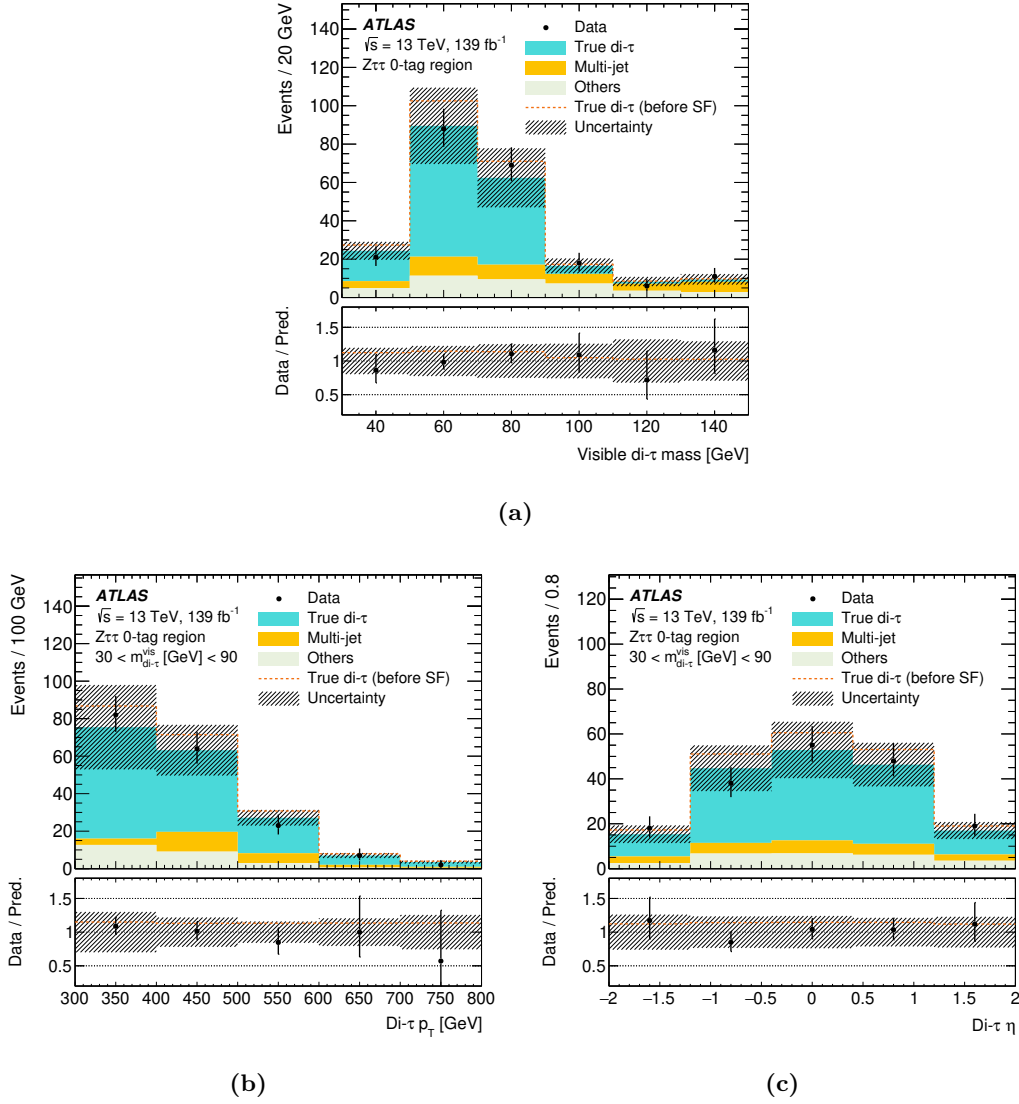 ATLAS
√s = 13 TeV, 139 fb⁻¹
Zττ 0-tag region
Data
True di-τ
Multi-jet
Others
True di-τ (before SF)
Uncertainty
Events / 20 GeV
140
120
100
80
60
40
20
0
Data / Pred.
1.5
1
0.5
40 60 80 100 120 140
Visible di-τ mass [GeV]
(a)
ATLAS
√s = 13 TeV, 139 fb⁻¹
Zττ 0-tag region
30 < m^vis_di-τ [GeV] < 90
Data
True di-τ
Multi-jet
Others
True di-τ (before SF)
Uncertainty
Events / 100 GeV
140
120
100
80
60
40
20
0
Data / Pred.
1.5
1
0.5
300 350 400 450 500 550 600 650 700 750 800
Di-τ p_T [GeV]
(b)
ATLAS
√s = 13 TeV, 139 fb⁻¹
Zττ 0-tag region
30 < m^vis_di-τ [GeV] < 90
Data
True di-τ
Multi-jet
Others
True di-τ (before SF)
Uncertainty
Events / 0.8
120
100
80
60
40
20
0
Data / Pred.
1.5
1
0.5
−2 −1.5 −1 −0.5 0 0.5 1 1.5 2
Di-τ η
(c)